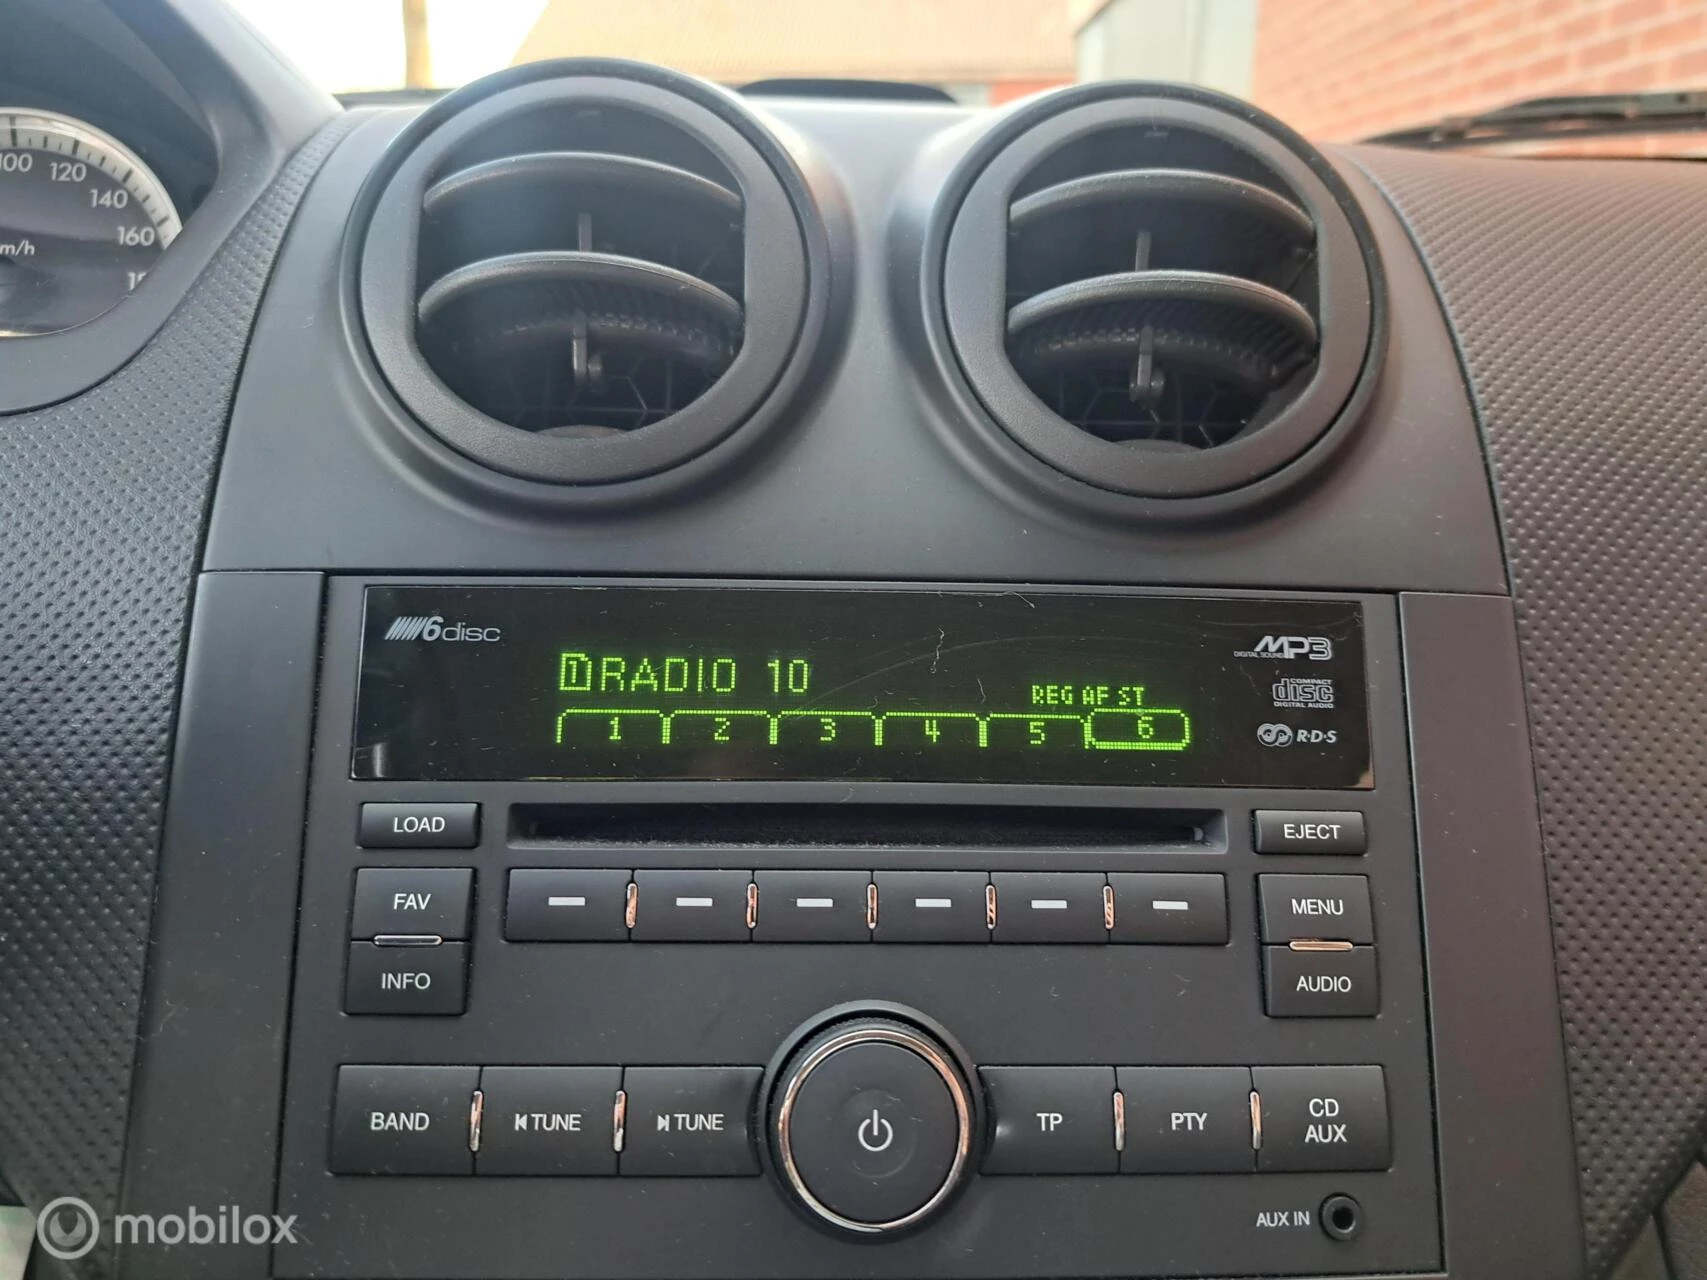 100
120
140
160
km/h
6disc
MP3
DIGITAL SOUND
1 RADIO 10
REG AF ST
COMPACT
disc
DIGITAL AUDIO
1 2 3 4 5 6
R·D·S
LOAD
EJECT
FAV
MENU
INFO
AUDIO
BAND
TUNE
TUNE
TP
PTY
CD
AUX
AUX IN
mobilox